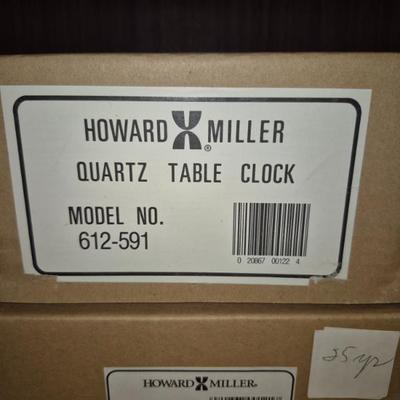 HOWARD MILLER®
QUARTZ TABLE CLOCK
MODEL NO.
612-591
0 20867 00122 4
25 yr
HOWARD MILLER®